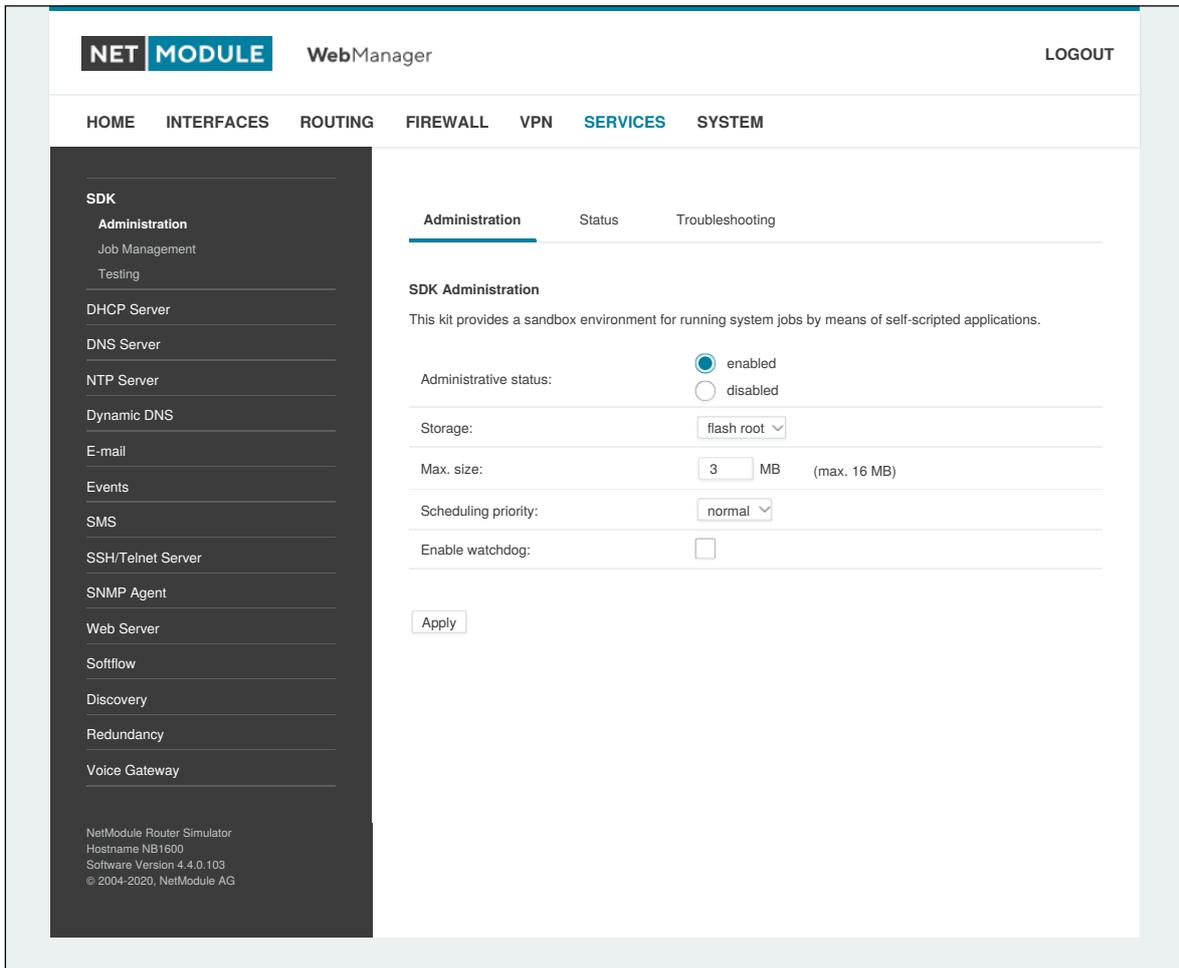 NET MODULE WebManager LOGOUT
HOME INTERFACES ROUTING FIREWALL VPN SERVICES SYSTEM
SDK
Administration
Job Management
Testing
DHCP Server
DNS Server
NTP Server
Dynamic DNS
E-mail
Events
SMS
SSH/Telnet Server
SNMP Agent
Web Server
Softflow
Discovery
Redundancy
Voice Gateway
NetModule Router Simulator
Hostname NB1600
Software Version 4.4.0.103
© 2004-2020, NetModule AG
Administration Status Troubleshooting
SDK Administration
This kit provides a sandbox environment for running system jobs by means of self-scripted applications.
Administrative status:
enabled
disabled
Storage: flash root
Max. size: 3 MB (max. 16 MB)
Scheduling priority: normal
Enable watchdog:
Apply